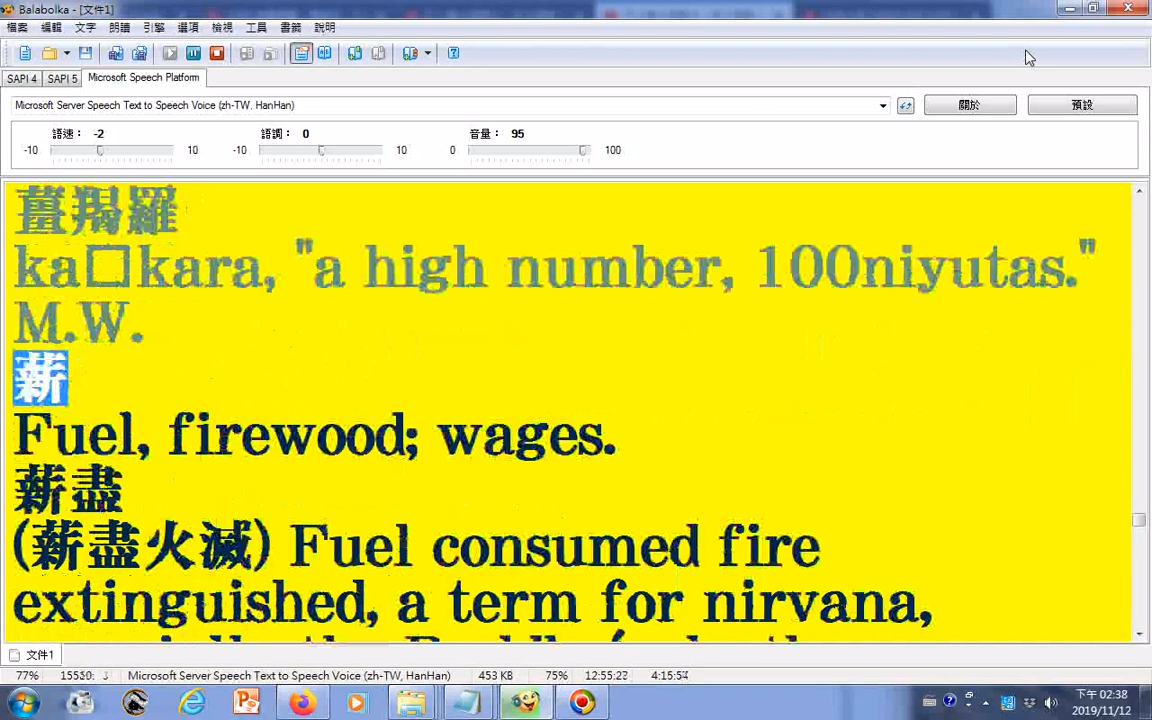 Balabolka - [文件1]
檔案 編輯 文字 朗讀 引擎 選項 檢視 工具 書籤 說明
SAPI 4 SAPI 5 Microsoft Speech Platform
Microsoft Server Speech Text to Speech Voice (zh-TW, HanHan) 關於 預設
語速： -2 語調： 0 音量： 95
-10 10 -10 10 0 100
薑羯羅
ka□kara, "a high number, 100niyutas."
M.W.
薪
Fuel, firewood; wages.
薪盡
(薪盡火滅) Fuel consumed fire
extinguished, a term for nirvana,
文件1
77% Microsoft Server Speech Text to Speech Voice (zh-TW, HanHan) 453 KB 75% 12:55:22 4:15:54
下午 02:38
2019/11/12